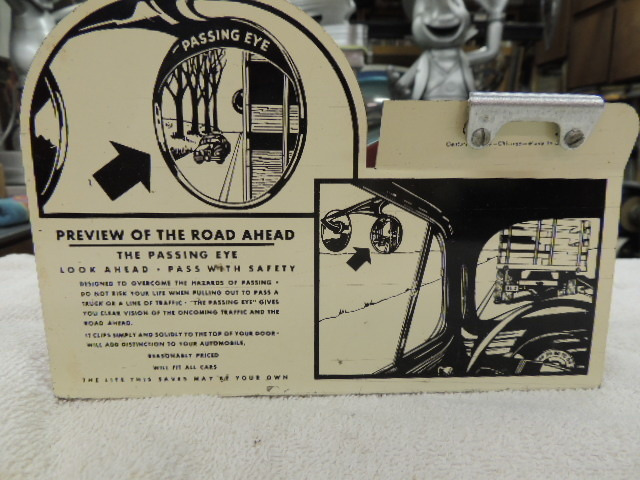 PASSING EYE
PREVIEW OF THE ROAD AHEAD
THE PASSING EYE
LOOK AHEAD · PASS WITH SAFETY
DESIGNED TO OVERCOME THE HAZARDS OF PASSING ·
DO NOT RISK YOUR LIFE WHEN PULLING OUT TO PASS A
TRUCK OR A LINE OF TRAFFIC · "THE PASSING EYE" GIVES
YOU CLEAR VISION OF THE ONCOMING TRAFFIC AND THE
ROAD AHEAD.
IT CLIPS SIMPLY AND SOLIDLY TO THE TOP OF YOUR DOOR ·
WILL ADD DISTINCTION TO YOUR AUTOMOBILE.
REASONABLY PRICED
WILL FIT ALL CARS
THE LIFE THIS SAVES MAY BE YOUR OWN